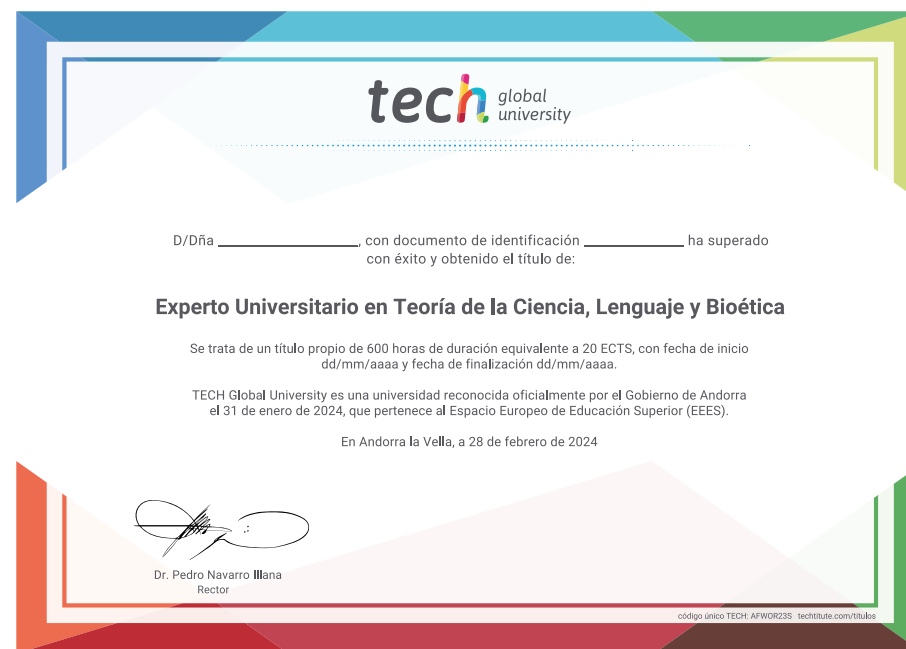 tech global university
D/Dña ____________, con documento de identificación ____________ ha superado
con éxito y obtenido el título de:
Experto Universitario en Teoría de la Ciencia, Lenguaje y Bioética
Se trata de un título propio de 600 horas de duración equivalente a 20 ECTS, con fecha de inicio
dd/mm/aaaa y fecha de finalización dd/mm/aaaa.
TECH Global University es una universidad reconocida oficialmente por el Gobierno de Andorra
el 31 de enero de 2024, que pertenece al Espacio Europeo de Educación Superior (EEES).
En Andorra la Vella, a 28 de febrero de 2024
Dr. Pedro Navarro Illana
Rector
código único TECH: AFWOR23S techtitute.com/titulos